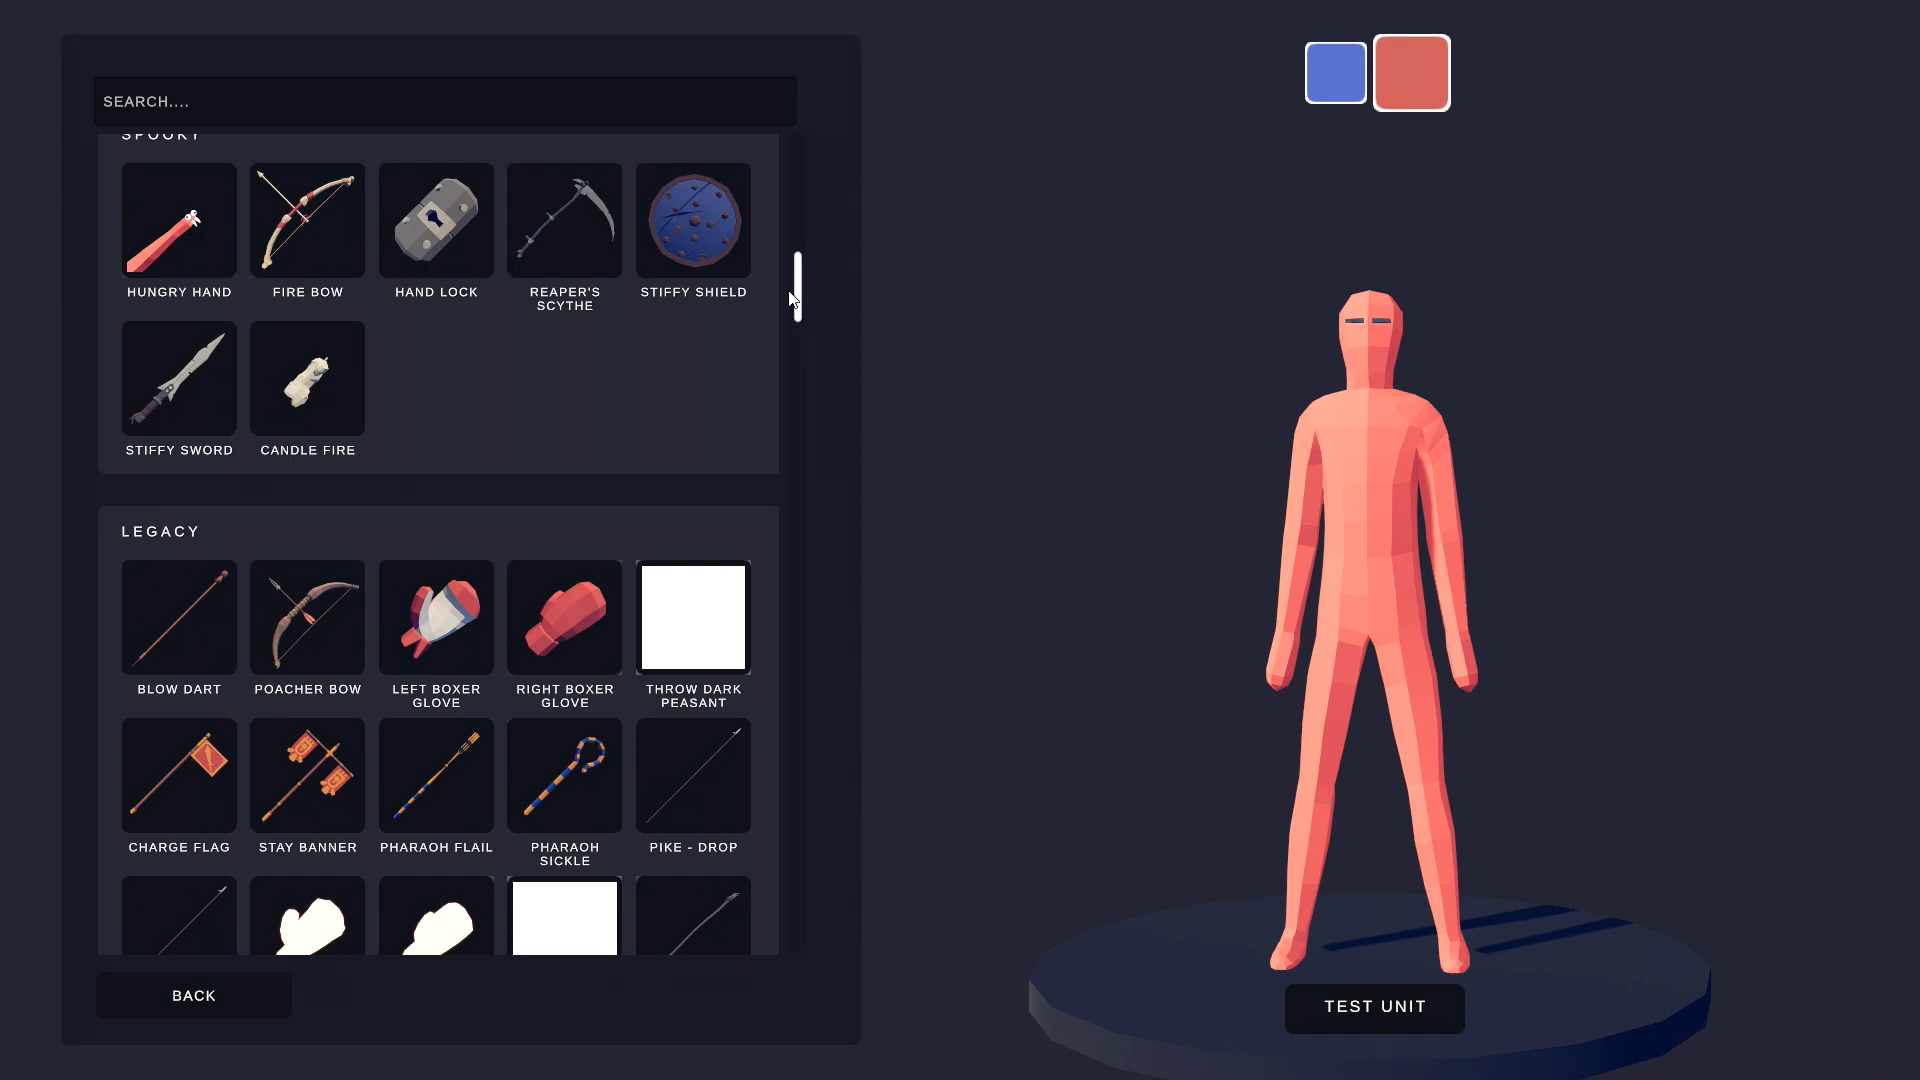 SEARCH....
SPOOKY
HUNGRY HAND
FIRE BOW
HAND LOCK
REAPER'S
SCYTHE
STIFFY SHIELD
STIFFY SWORD
CANDLE FIRE
LEGACY
BLOW DART
POACHER BOW
LEFT BOXER
GLOVE
RIGHT BOXER
GLOVE
THROW DARK
PEASANT
CHARGE FLAG
STAY BANNER
PHARAOH FLAIL
PHARAOH
SICKLE
PIKE - DROP
BACK
TEST UNIT